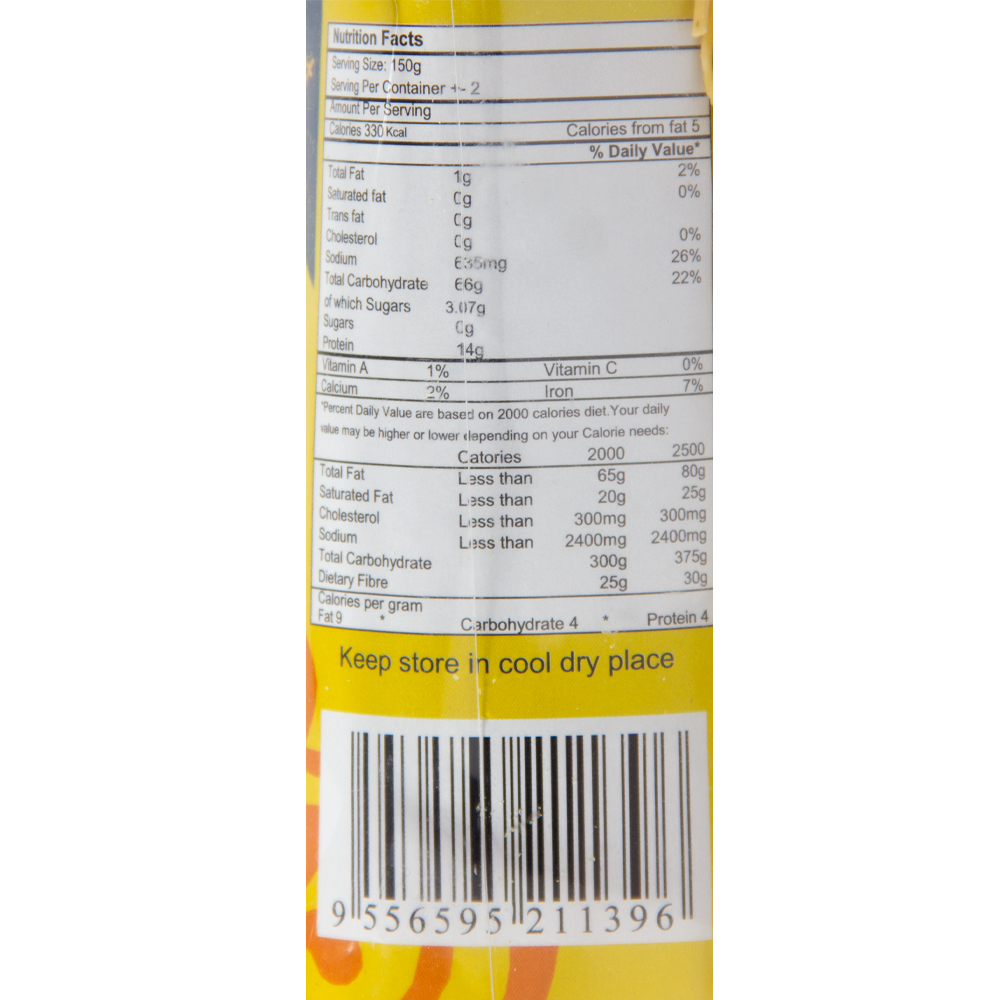 Nutrition Facts
Serving Size: 150g
Serving Per Container +- 2
Amount Per Serving
Calories 330 Kcal Calories from fat 5
% Daily Value*
Total Fat 1g 2%
Saturated fat 0g 0%
Trans fat 0g
Cholesterol 0g 0%
Sodium 635mg 26%
Total Carbohydrate 66g 22%
of which Sugars 3.07g
Sugars 0g
Protein 14g
Vitamin A 1% Vitamin C 0%
Calcium 2% Iron 7%
*Percent Daily Value are based on 2000 calories diet.Your daily
value may be higher or lower depending on your Calorie needs:
Catories 2000 2500
Total Fat Less than 65g 80g
Saturated Fat Less than 20g 25g
Cholesterol Less than 300mg 300mg
Sodium Less than 2400mg 2400mg
Total Carbohydrate 300g 375g
Dietary Fibre 25g 30g
Calories per gram
Fat 9 * Carbohydrate 4 * Protein 4
Keep store in cool dry place
9 556595 211396